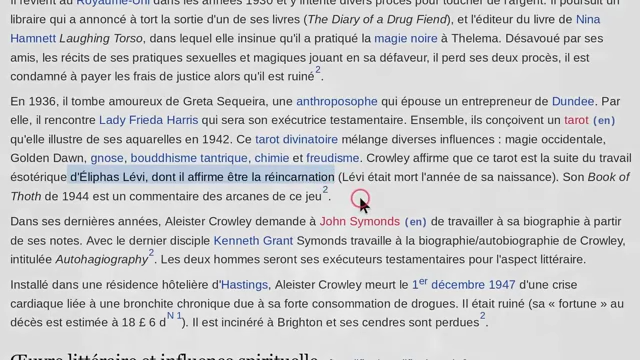 Il revient au Royaume-Uni dans les années 1930 et y intente divers procès pour toucher de l'argent. Il poursuit un
libraire qui a annoncé à tort la sortie d'un de ses livres (The Diary of a Drug Fiend), et l'éditeur du livre de Nina
Hamnett Laughing Torso, dans lequel elle insinue qu'il a pratiqué la magie noire à Thelema. Désavoué par ses
amis, les récits de ses pratiques sexuelles et magiques jouant en sa défaveur, il perd ses deux procès, il est
condamné à payer les frais de justice alors qu'il est ruiné2.
En 1936, il tombe amoureux de Greta Sequeira, une anthroposophe qui épouse un entrepreneur de Dundee. Par
elle, il rencontre Lady Frieda Harris qui sera son exécutrice testamentaire. Ensemble, ils conçoivent un tarot (en)
qu'elle illustre de ses aquarelles en 1942. Ce tarot divinatoire mélange diverses influences : magie occidentale,
Golden Dawn, gnose, bouddhisme tantrique, chimie et freudisme. Crowley affirme que ce tarot est la suite du travail
ésotérique d'Éliphas Lévi, dont il affirme être la réincarnation (Lévi était mort l'année de sa naissance). Son Book of
Thoth de 1944 est un commentaire des arcanes de ce jeu2.
Dans ses dernières années, Aleister Crowley demande à John Symonds (en) de travailler à sa biographie à partir
de ses notes. Avec le dernier disciple Kenneth Grant Symonds travaille à la biographie/autobiographie de Crowley,
intitulée Autohagiography2. Les deux hommes seront ses exécuteurs testamentaires pour l'aspect littéraire.
Installé dans une résidence hôtelière d'Hastings, Aleister Crowley meurt le 1er décembre 1947 d'une crise
cardiaque liée à une bronchite chronique due à sa forte consommation de drogues. Il était ruiné (sa « fortune » au
décès est estimée à 18 £ 6 dN 1). Il est incinéré à Brighton et ses cendres sont perdues2.
Œuvre littéraire et influence spirituelle